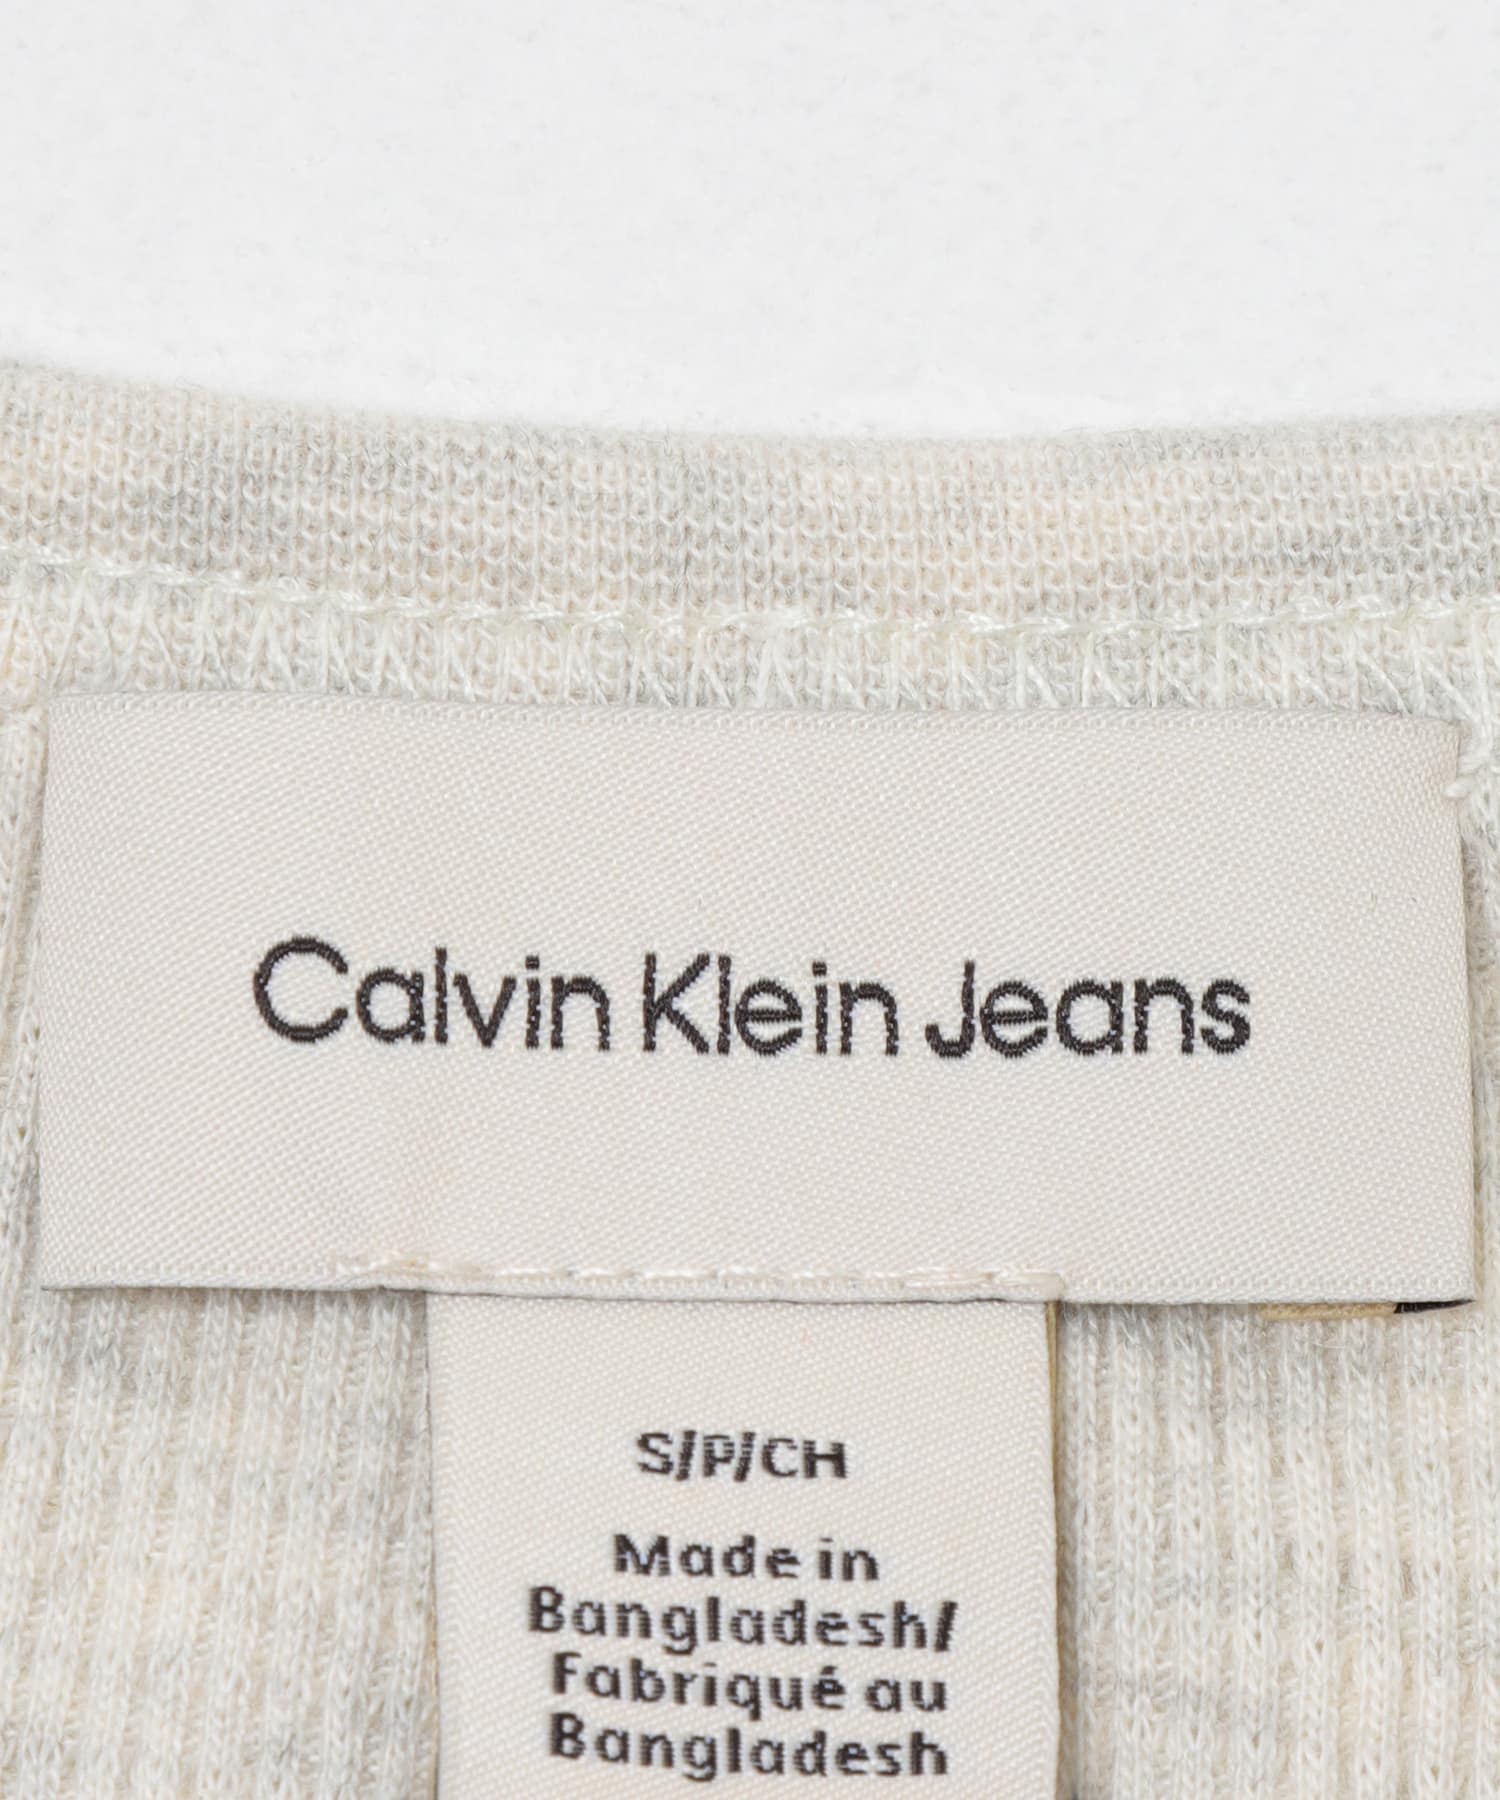 Calvin Klein Jeans
S/P/CH
Made in
Bangladesh/
Fabriqué au
Bangladesh